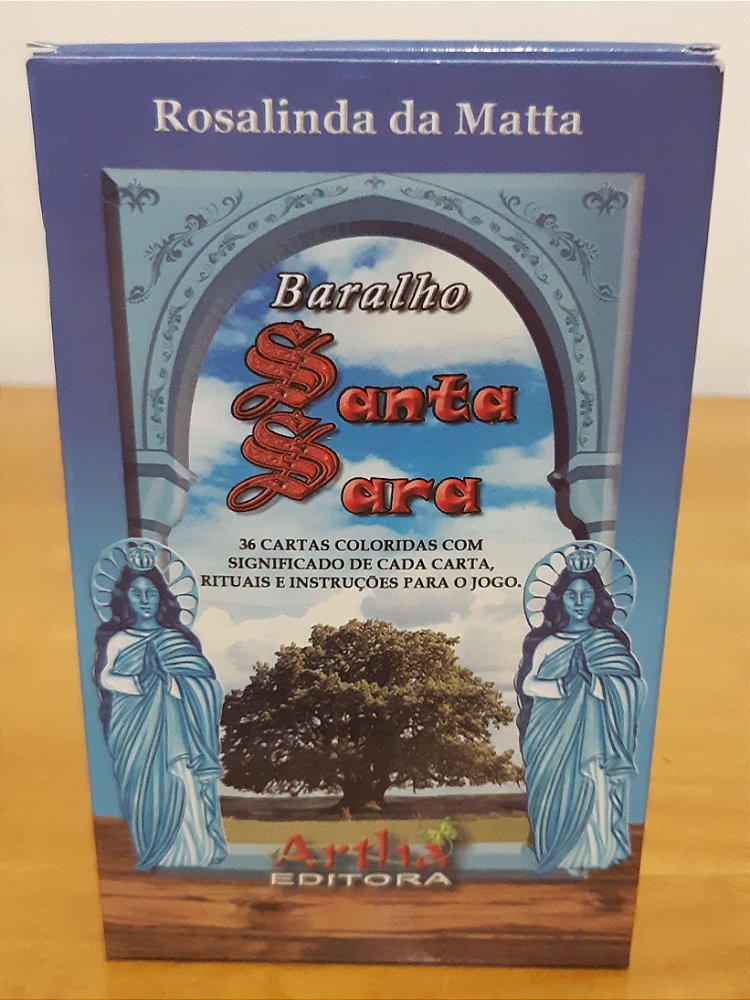 Rosalinda da Matta
Baralho
Santa
Sara
36 CARTAS COLORIDAS COM
SIGNIFICADO DE CADA CARTA,
RITUAIS E INSTRUÇÕES PARA O JOGO.
Artha
EDITORA